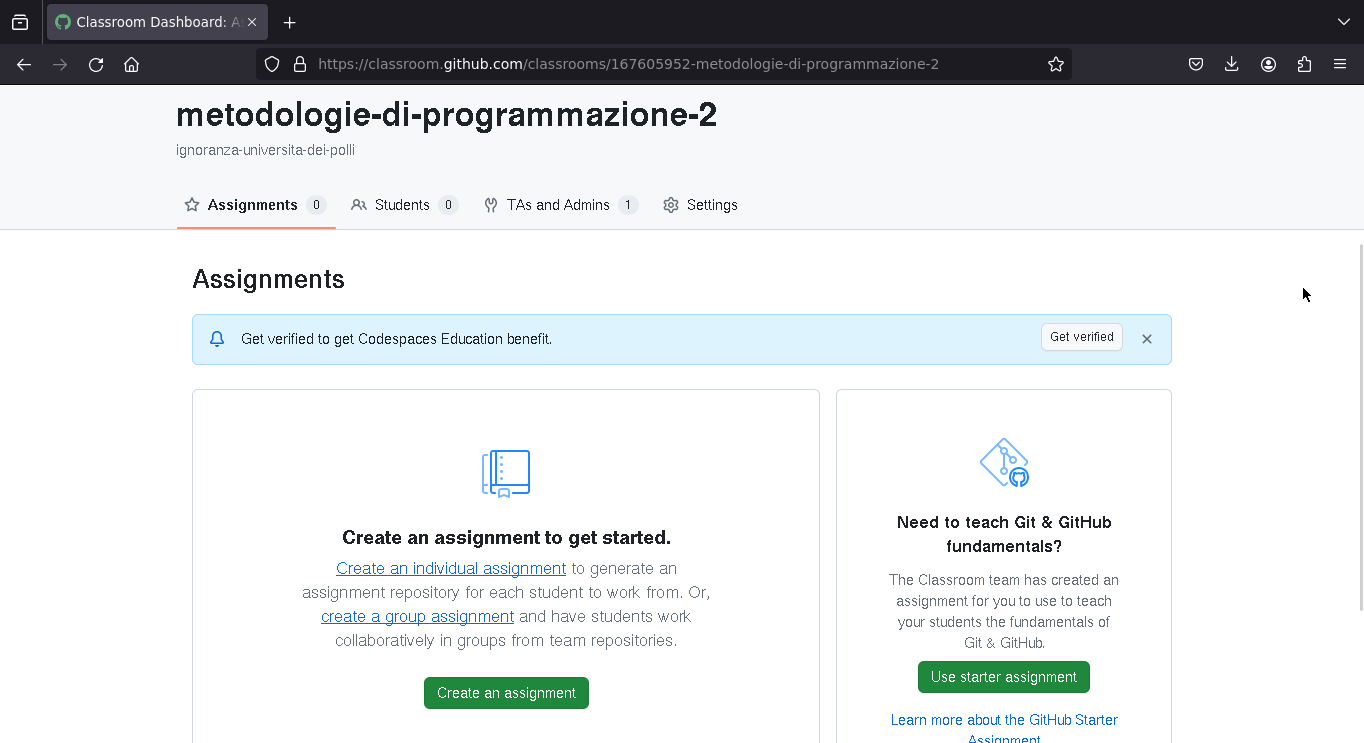 Classroom Dashboard: A
https://classroom.github.com/classrooms/167605952-metodologie-di-programmazione-2
metodologie-di-programmazione-2
ignoranza-universita-dei-polli
Assignments 0 Students 0 TAs and Admins 1 Settings
Assignments
Get verified to get Codespaces Education benefit. Get verified
Create an assignment to get started.
Create an individual assignment to generate an
assignment repository for each student to work from. Or,
create a group assignment and have students work
collaboratively in groups from team repositories.
Create an assignment
Need to teach Git & GitHub
fundamentals?
The Classroom team has created an
assignment for you to use to teach
your students the fundamentals of
Git & GitHub.
Use starter assignment
Learn more about the GitHub Starter
Assignment